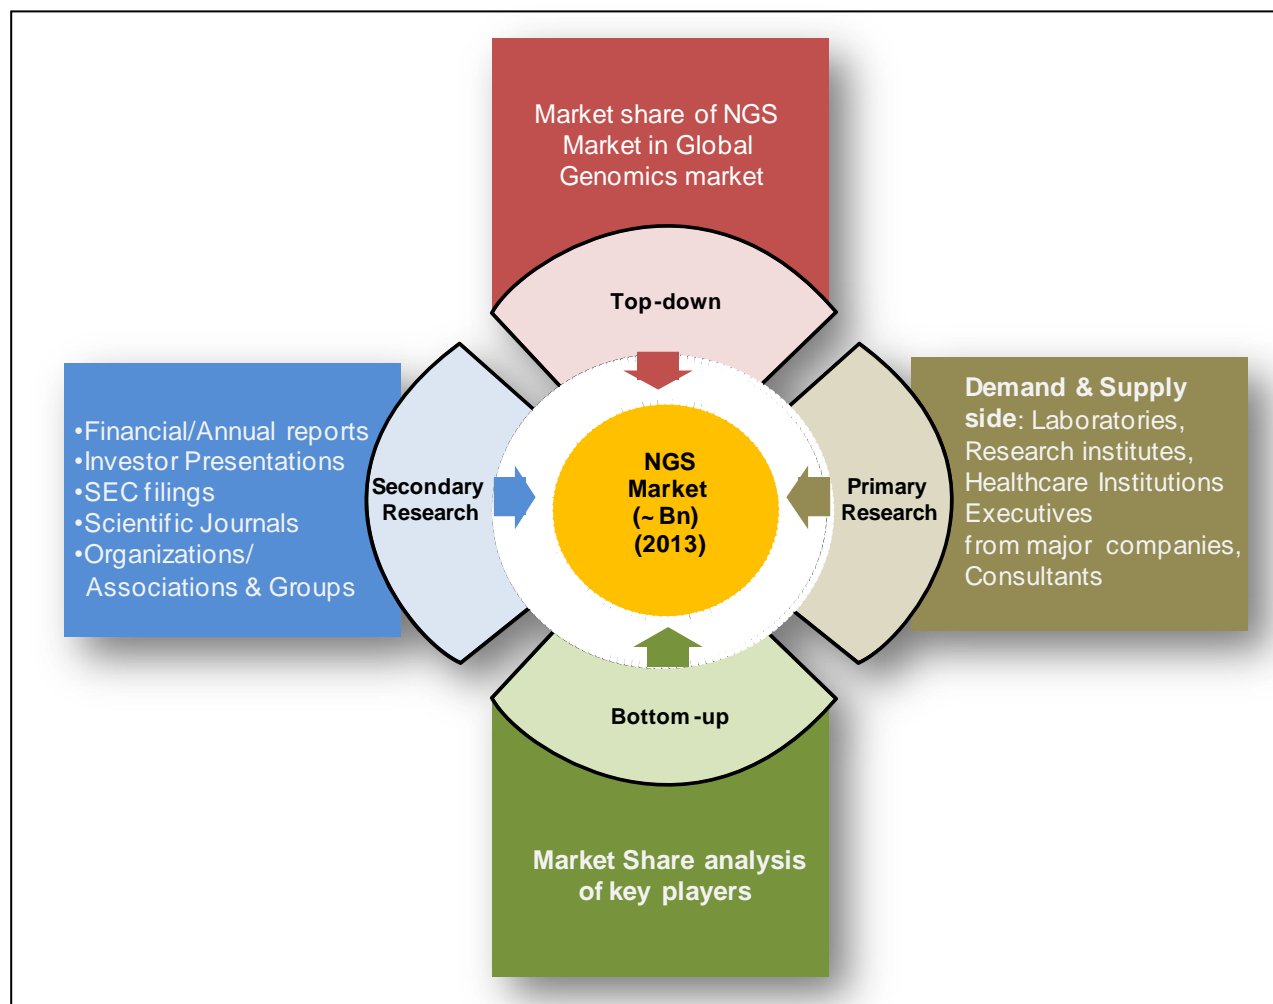 Market share of NGS
Market in Global
Genomics market
Top-down
•Financial/Annual reports
•Investor Presentations
•SEC filings
•Scientific Journals
•Organizations/
Associations & Groups
Secondary
Research
NGS
Market
(~ Bn)
(2013)
Primary
Research
Demand & Supply
side: Laboratories,
Research institutes,
Healthcare Institutions
Executives
from major companies,
Consultants
Bottom-up
Market Share analysis
of key players